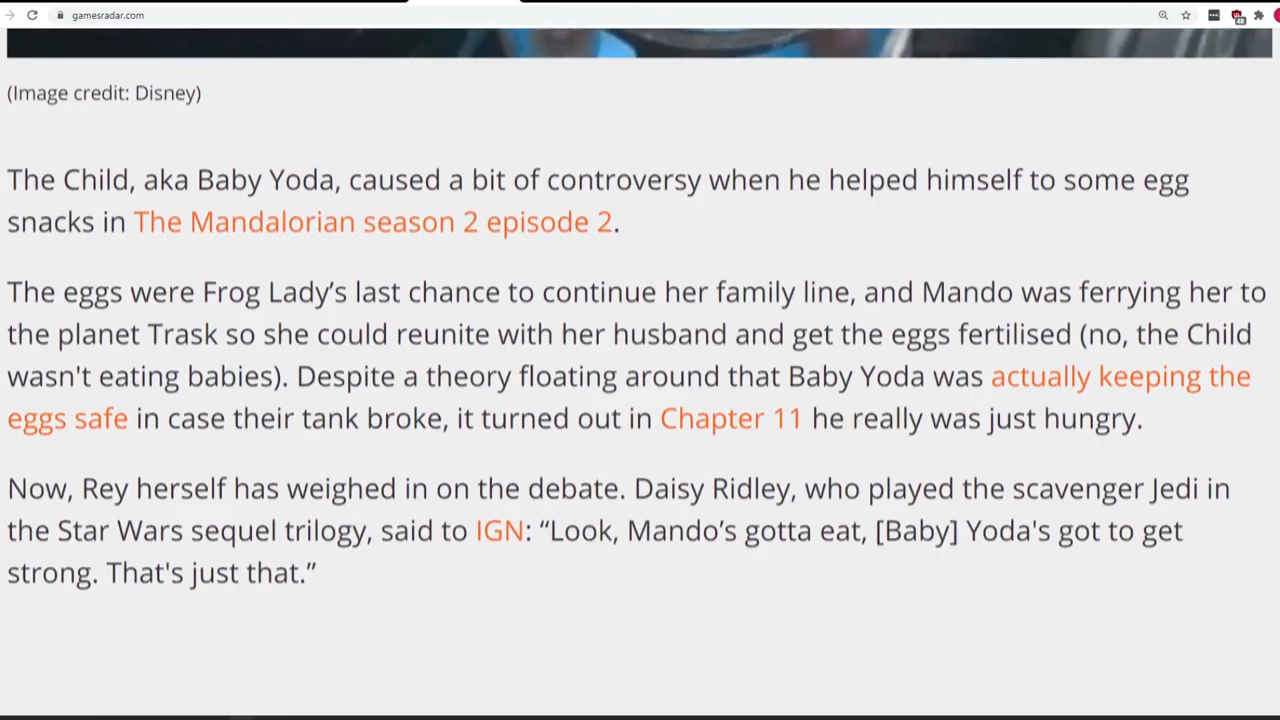 gamesradar.com
(Image credit: Disney)
The Child, aka Baby Yoda, caused a bit of controversy when he helped himself to some egg
snacks in The Mandalorian season 2 episode 2.
The eggs were Frog Lady’s last chance to continue her family line, and Mando was ferrying her to
the planet Trask so she could reunite with her husband and get the eggs fertilised (no, the Child
wasn't eating babies). Despite a theory floating around that Baby Yoda was actually keeping the
eggs safe in case their tank broke, it turned out in Chapter 11 he really was just hungry.
Now, Rey herself has weighed in on the debate. Daisy Ridley, who played the scavenger Jedi in
the Star Wars sequel trilogy, said to IGN: “Look, Mando’s gotta eat, [Baby] Yoda's got to get
strong. That's just that.”